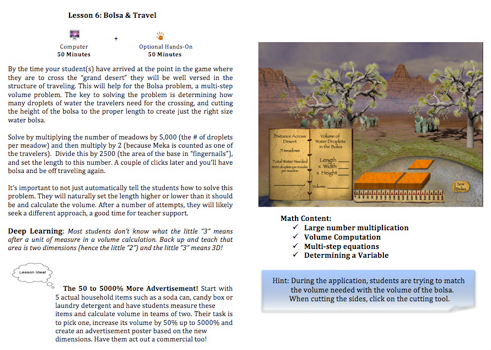 Lesson 6: Bolsa & Travel
Computer
50 Minutes
+
Optional Hands-On
50 Minutes
By the time your student(s) have arrived at the point in the game where
they are to cross the "grand desert" they will be well versed in the
structure of traveling. This will help for the Bolsa problem, a multi-step
volume problem. The key to solving the problem is determining how
many droplets of water the travelers need for the crossing, and cutting
the height of the bolsa to the proper length to create just the right size
water bolsa.
Solve by multiplying the number of meadows by 5,000 (the # of droplets
per meadow) and then multiply by 2 (because Meka is counted as one of
the travelers). Divide this by 2500 (the area of the base in "fingernails"),
and set the length to this number. A couple of clicks later and you'll have
bolsa and be off traveling again.
It's important to not just automatically tell the students how to solve this
problem. They will naturally set the length higher or lower than it should
be and calculate the volume. After a number of attempts, they will likely
seek a different approach, a good time for teacher support.
Deep Learning: Most students don't know what the little "3" means
after a unit of measure in a volume calculation. Back up and teach that
area is two dimensions (hence the little "2") and the little "3" means 3D!
Lesson Idea!
The 50 to 5000% More Advertisement! Start with
5 actual household items such as a soda can, candy box or
laundry detergent and have students measure these
items and calculate volume in teams of two. Their task is
to pick one, increase its volume by 50% up to 5000% and
create an advertisement poster based on the new
dimensions. Have them act out a commercial too!
Distance Across
Desert
Total Water Needed
Volume of
Water Droplets
in the Bolsa
Length
x Width
x Height
Math Content:
✓ Large number multiplication
✓ Volume Computation
✓ Multi-step equations
✓ Determining a Variable
Hint: During the application, students are trying to match
the volume needed with the volume of the bolsa.
When cutting the sides, click on the cutting tool.